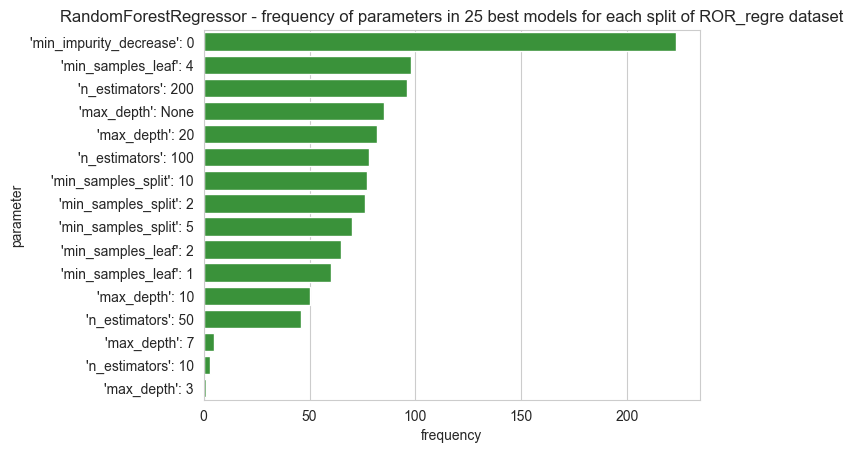 RandomForestRegressor - frequency of parameters in 25 best models for each split of ROR_regre dataset
'min_impurity_decrease': 0
'min_samples_leaf': 4
'n_estimators': 200
'max_depth': None
'max_depth': 20
'n_estimators': 100
'min_samples_split': 10
'min_samples_split': 2
'min_samples_split': 5
'min_samples_leaf': 2
'min_samples_leaf': 1
'max_depth': 10
'n_estimators': 50
'max_depth': 7
'n_estimators': 10
'max_depth': 3
parameter
0 50 100 150 200
frequency